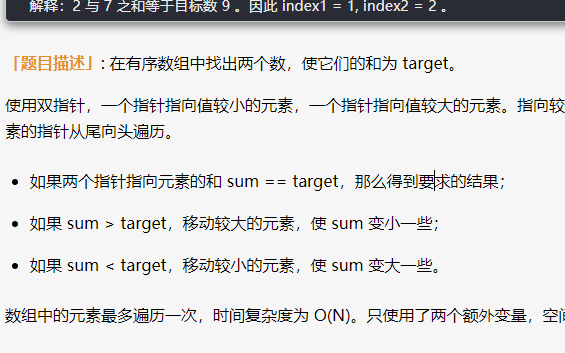 解释：2 与 7 之和等于目标数 9 。因此 index1 = 1, index2 = 2 。
「题目描述」: 在有序数组中找出两个数，使它们的和为 target。
使用双指针，一个指针指向值较小的元素，一个指针指向值较大的元素。指向较
素的指针从尾向头遍历。
• 如果两个指针指向元素的和 sum == target，那么得到要求的结果；
• 如果 sum > target，移动较大的元素，使 sum 变小一些；
• 如果 sum < target，移动较小的元素，使 sum 变大一些。
数组中的元素最多遍历一次，时间复杂度为 O(N)。只使用了两个额外变量，空